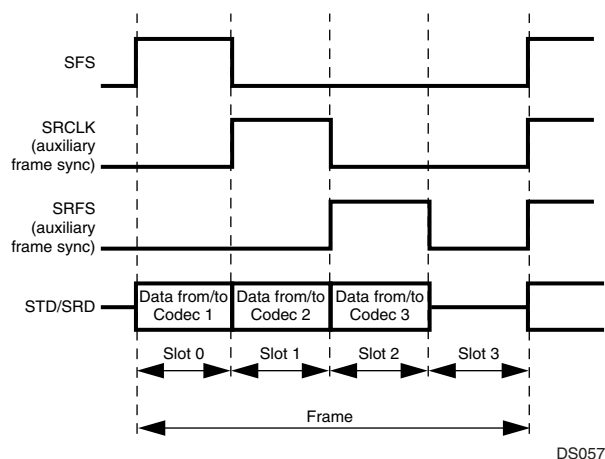 SFS
SRCLK
(auxiliary
frame sync)
SRFS
(auxiliary
frame sync)
STD/SRD
Data from/to
Codec 1
Data from/to
Codec 2
Data from/to
Codec 3
Slot 0
Slot 1
Slot 2
Slot 3
Frame
DS057